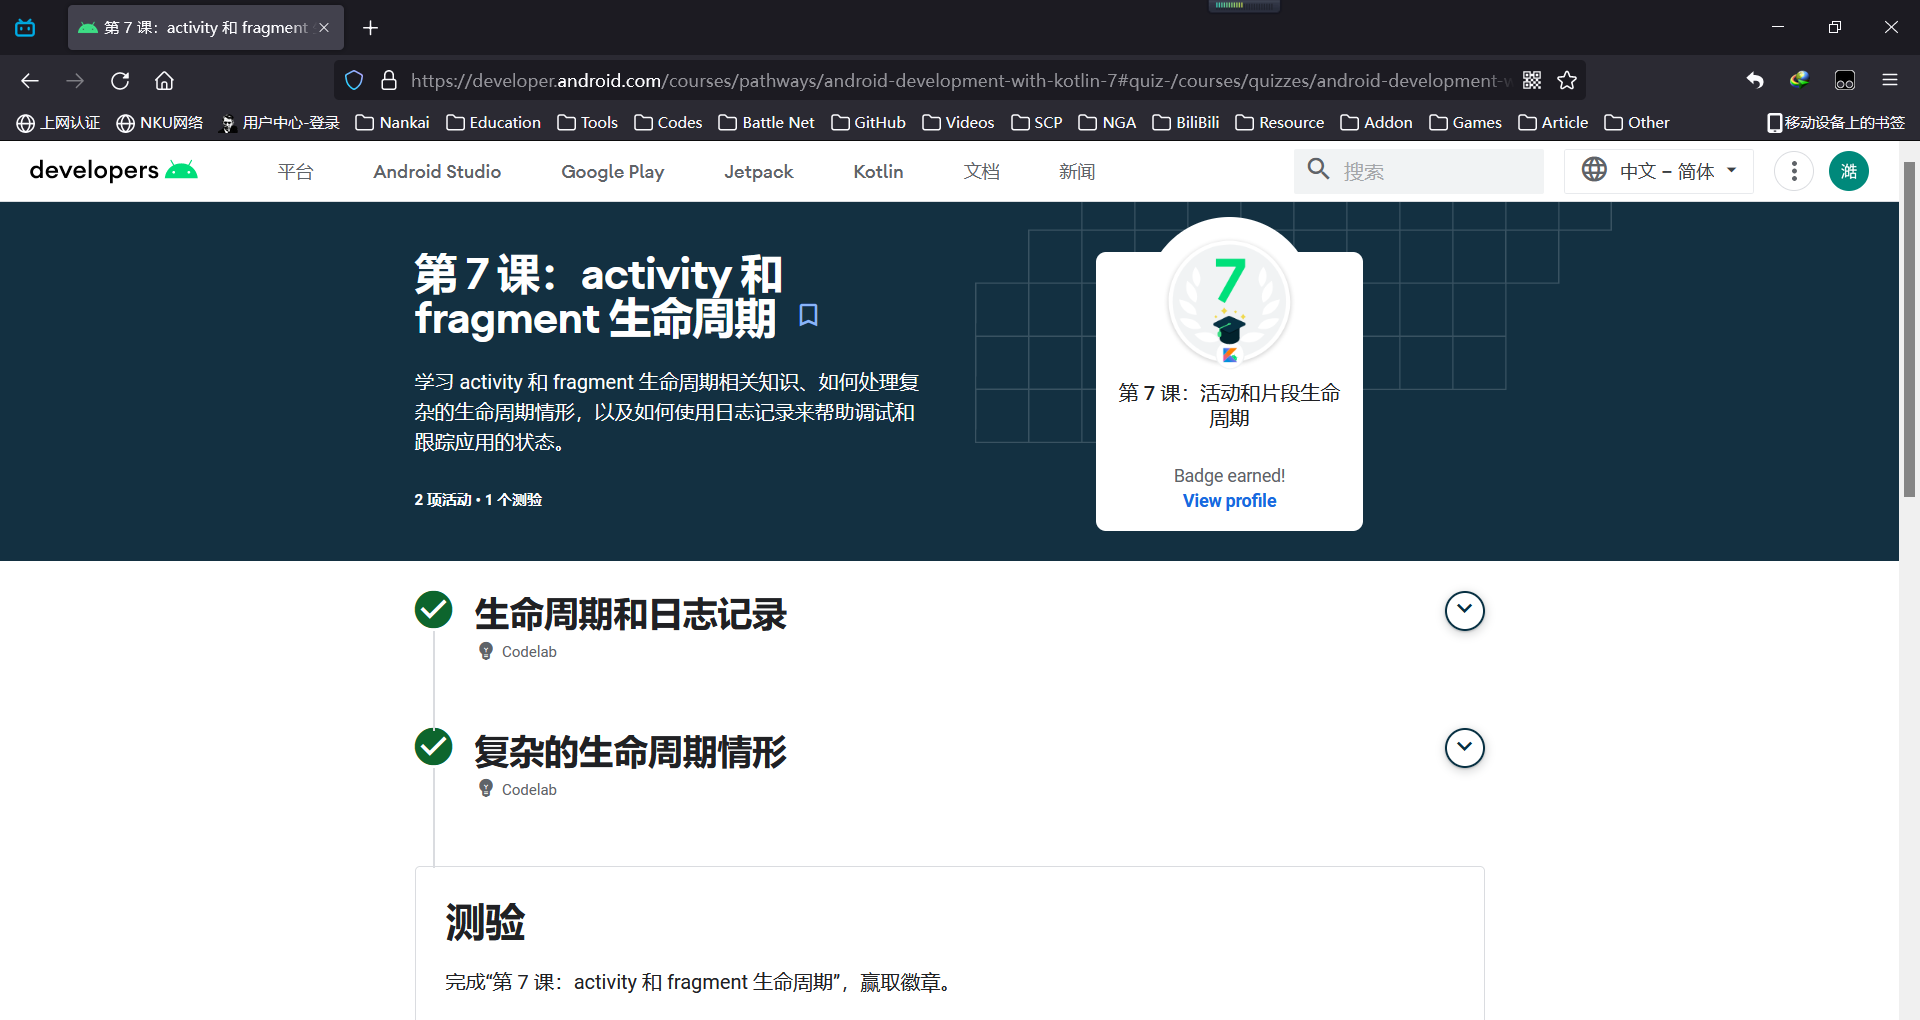 第 7 课：activity 和 fragment
https://developer.android.com/courses/pathways/android-development-with-kotlin-7#quiz-/courses/quizzes/android-development-w
上网认证 NKU网络 用户中心-登录 Nankai Education Tools Codes Battle Net GitHub Videos SCP NGA BiliBili Resource Addon Games Article Other 移动设备上的书签
developers 平台 Android Studio Google Play Jetpack Kotlin 文档 新闻 搜索 中文 – 简体 澔
第 7 课：activity 和
fragment 生命周期
学习 activity 和 fragment 生命周期相关知识、如何处理复
杂的生命周期情形，以及如何使用日志记录来帮助调试和
跟踪应用的状态。
2 项活动 • 1 个测验
7
第 7 课：活动和片段生命
周期
Badge earned!
View profile
生命周期和日志记录
Codelab
复杂的生命周期情形
Codelab
测验
完成“第 7 课：activity 和 fragment 生命周期”，赢取徽章。